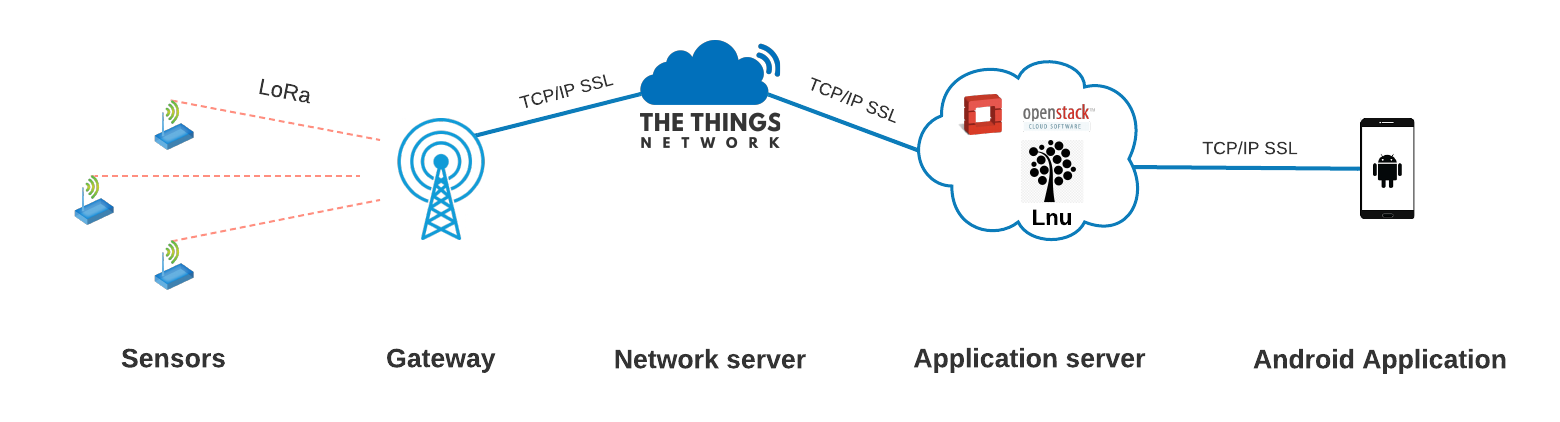 LoRa
TCP/IP SSL
THE THINGS
NETWORK
TCP/IP SSL
openstack™
CLOUD SOFTWARE
Lnu
TCP/IP SSL
Sensors
Gateway
Network server
Application server
Android Application